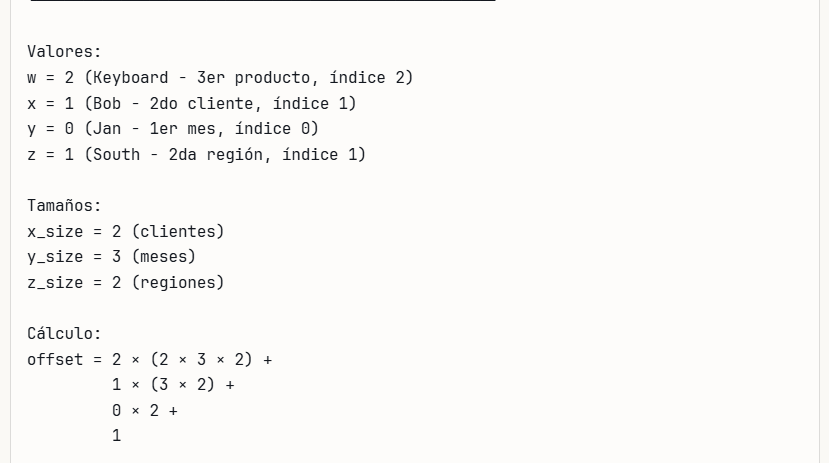 Valores:
w = 2 (Keyboard - 3er producto, índice 2)
x = 1 (Bob - 2do cliente, índice 1)
y = 0 (Jan - 1er mes, índice 0)
z = 1 (South - 2da región, índice 1)
Tamaños:
x_size = 2 (clientes)
y_size = 3 (meses)
z_size = 2 (regiones)
Cálculo:
offset = 2 × (2 × 3 × 2) +
1 × (3 × 2) +
0 × 2 +
1